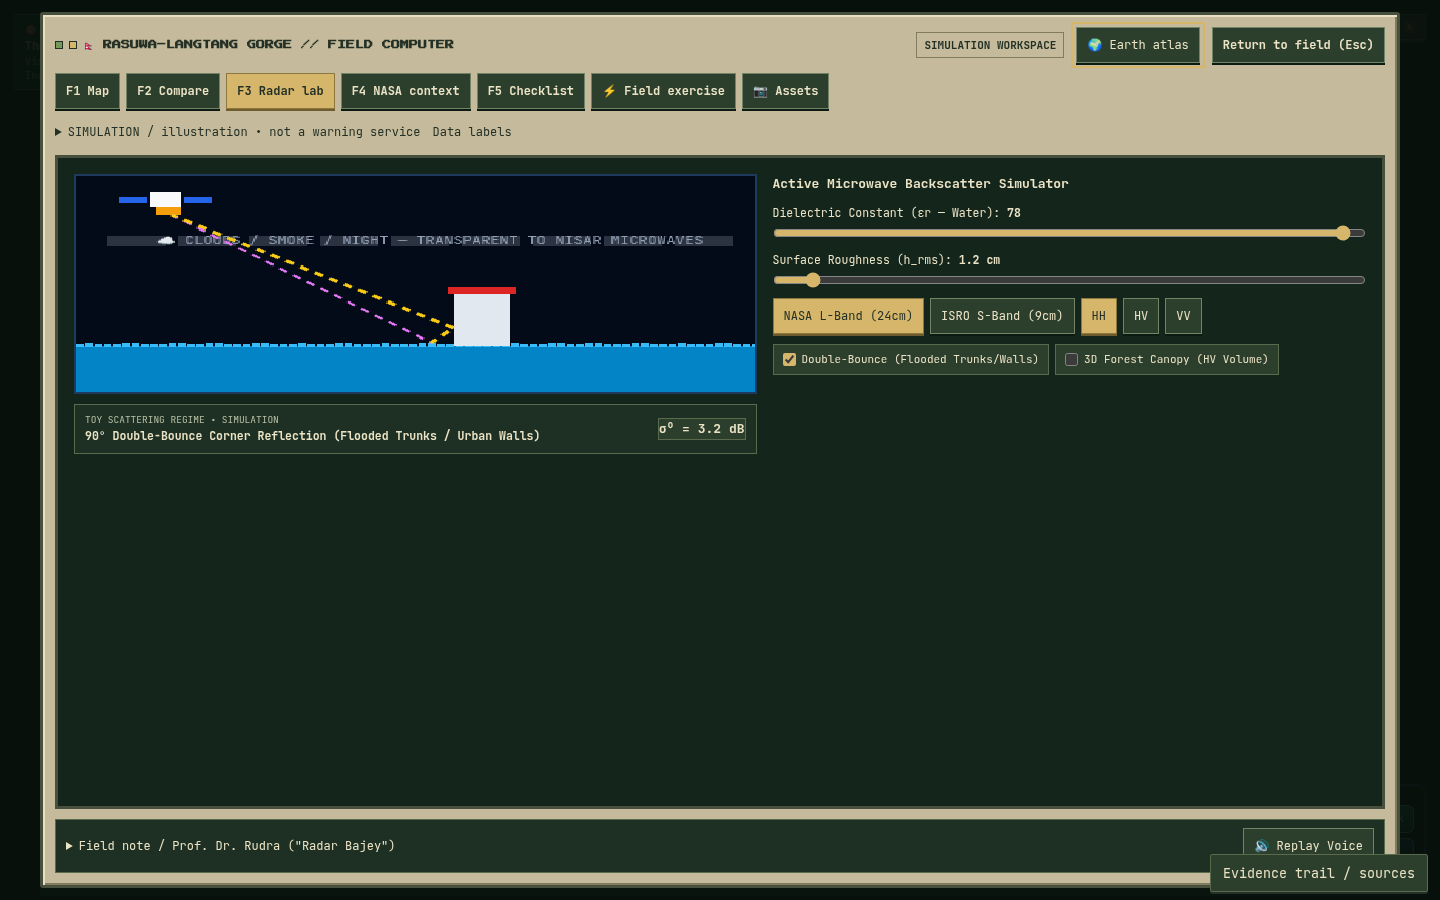 RASUWA-LANGTANG GORGE // FIELD COMPUTER
SIMULATION WORKSPACE
🌍 Earth atlas
Return to field (Esc)
F1 Map
F2 Compare
F3 Radar lab
F4 NASA context
F5 Checklist
⚡ Field exercise
📷 Assets
▶ SIMULATION / illustration • not a warning service Data labels
☁ CLOUDS / SMOKE / NIGHT — TRANSPARENT TO NISAR MICROWAVES
TOY SCATTERING REGIME • SIMULATION
90° Double-Bounce Corner Reflection (Flooded Trunks / Urban Walls)
σ⁰ = 3.2 dB
Active Microwave Backscatter Simulator
Dielectric Constant (εr — Water): 78
Surface Roughness (h_rms): 1.2 cm
NASA L-Band (24cm)
ISRO S-Band (9cm)
HH
HV
VV
Double-Bounce (Flooded Trunks/Walls)
3D Forest Canopy (HV Volume)
▶ Field note / Prof. Dr. Rudra ("Radar Bajey")
🔊 Replay Voice
Evidence trail / sources